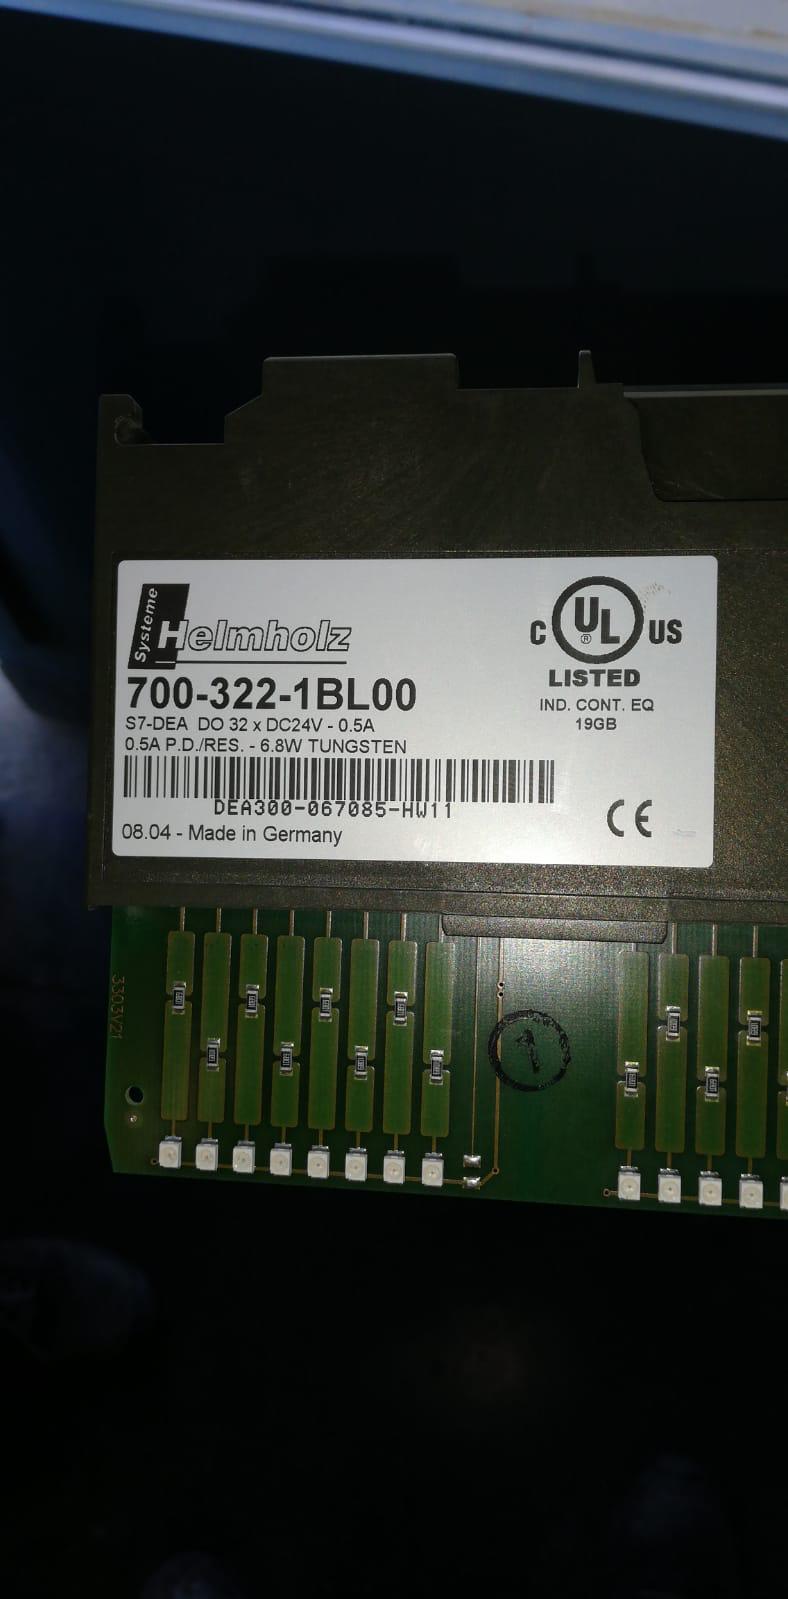 Systeme
Helmholz
C UL® US
LISTED
IND. CONT. EQ
19GB
700-322-1BL00
S7-DEA DO 32 x DC24V - 0.5A
0.5A P.D./RES. - 6.8W TUNGSTEN
DEA300-067085-HW11
08.04 - Made in Germany
CE
3303V21
1